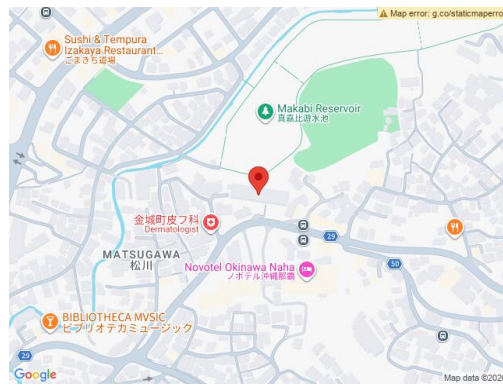 Map error: g.co/staticmaperro
Sushi & Tempura
Izakaya Restaurant...
ごまきち道場
Makabi Reservoir
真嘉比遊水池
金城町皮フ科
Dermatologist
29
MATSUGAWA
松川
50
Novotel Okinawa Naha
ノボテル沖縄那覇
BIBLIOTHECA MVSIC
ビブリオテカミュージック
29
Google
Map data ©202